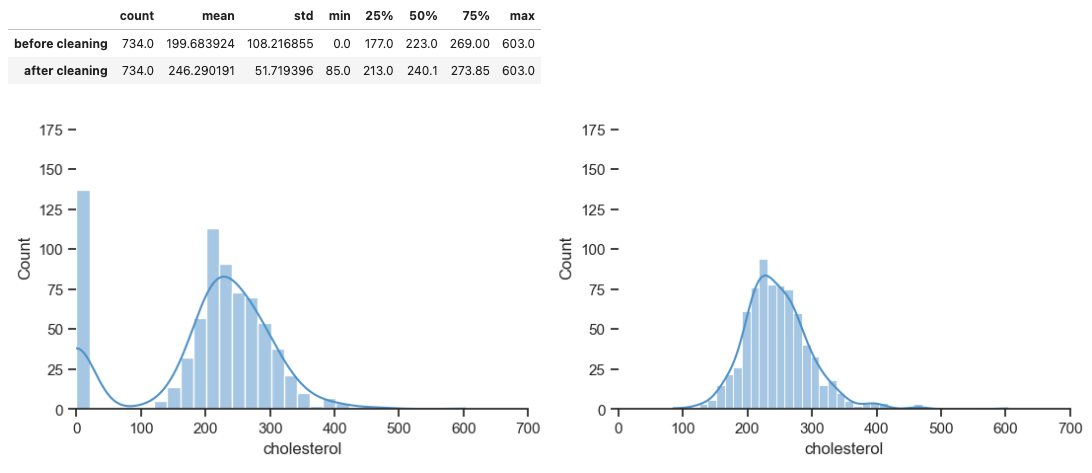 count mean std min 25% 50% 75% max
before cleaning 734.0 199.683924 108.216855 0.0 177.0 223.0 269.00 603.0
after cleaning 734.0 246.290191 51.719396 85.0 213.0 240.1 273.85 603.0
175
150
125
100
75
50
25
0
Count
0 100 200 300 400 500 600 700
cholesterol
175
150
125
100
75
50
25
0
Count
0 100 200 300 400 500 600 700
cholesterol